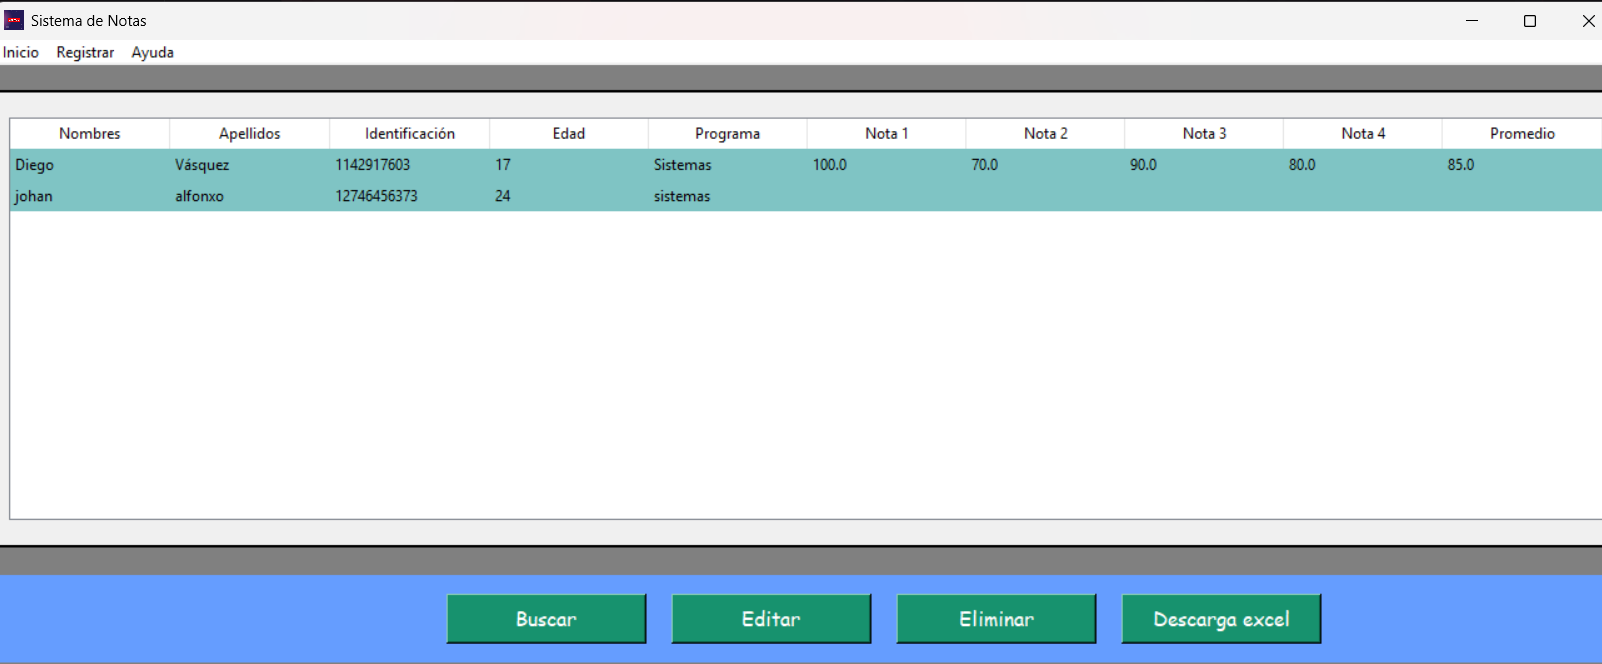 Sistema de Notas
Inicio Registrar Ayuda
Nombres Apellidos Identificación Edad Programa Nota 1 Nota 2 Nota 3 Nota 4 Promedio
Diego Vásquez 1142917603 17 Sistemas 100.0 70.0 90.0 80.0 85.0
johan alfonxo 12746456373 24 sistemas
Buscar Editar Eliminar Descarga excel